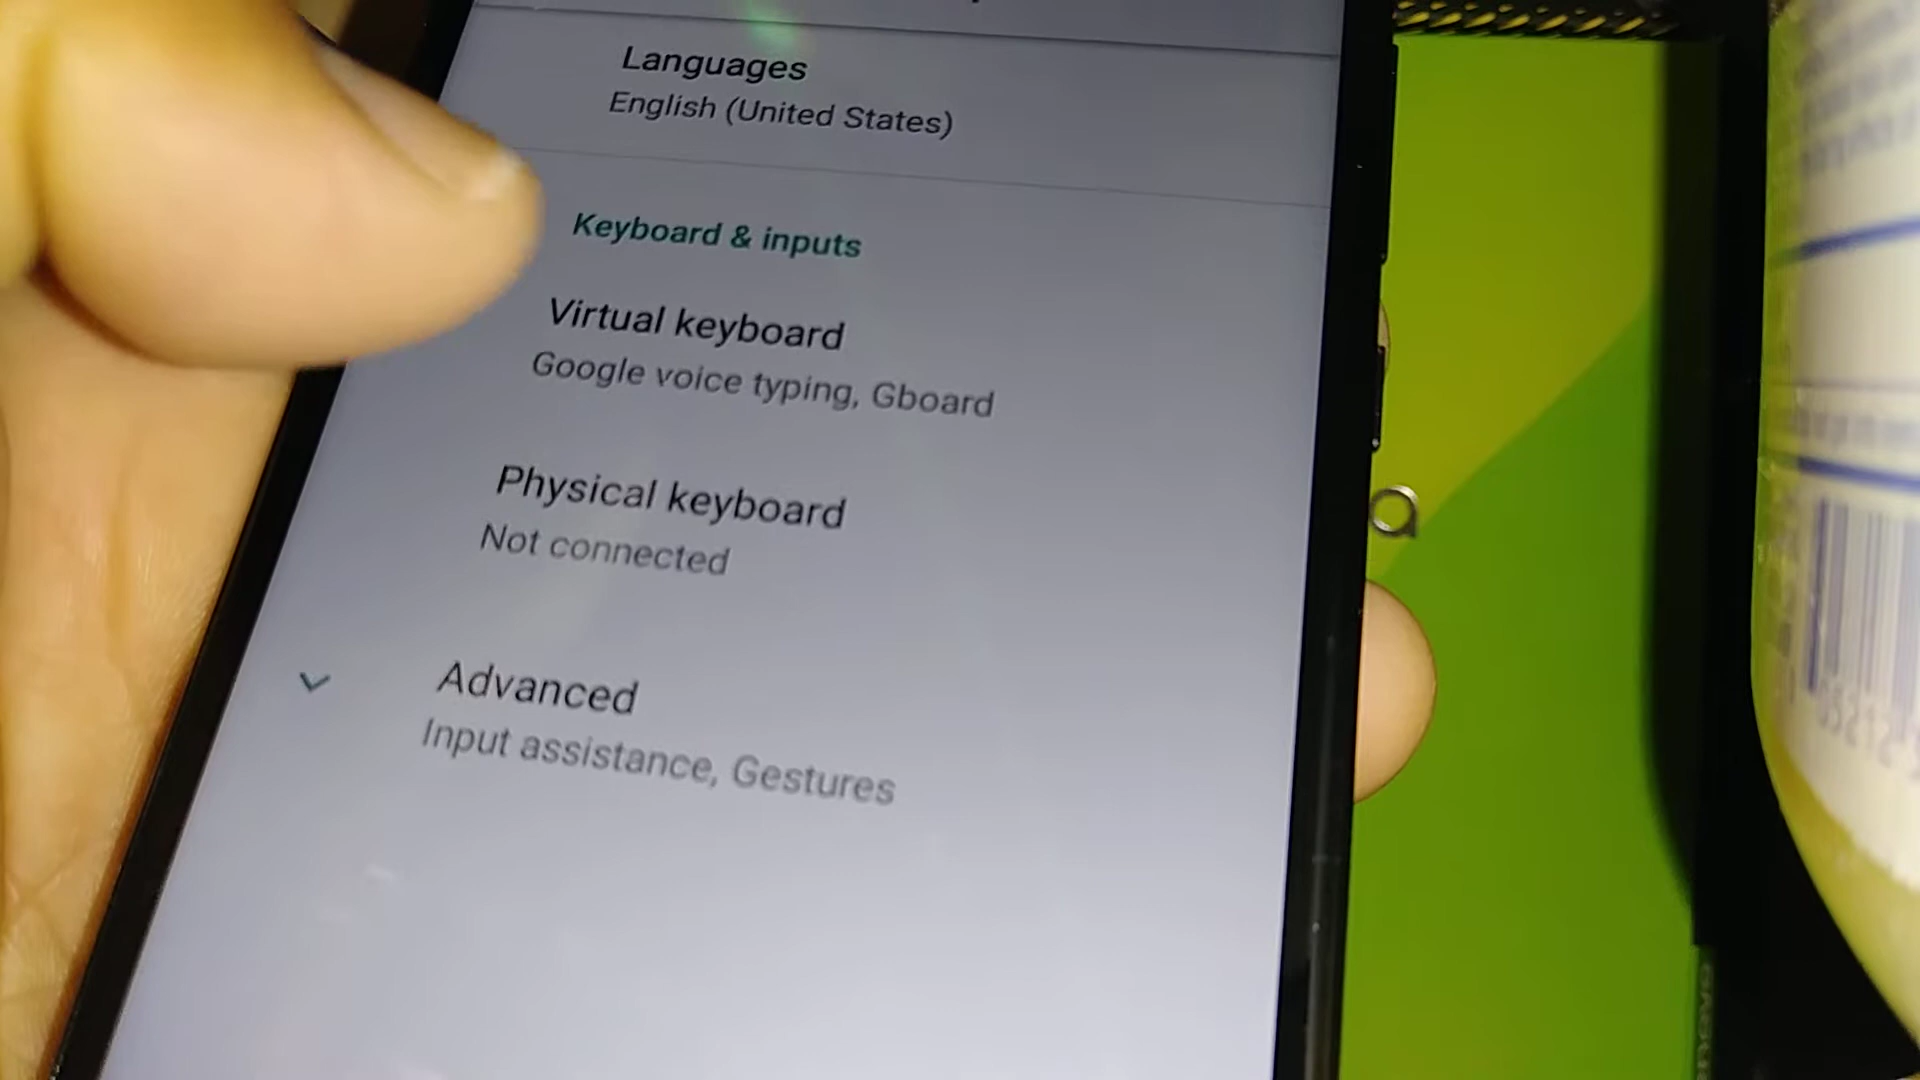 Languages
English (United States)
Keyboard & inputs
Virtual keyboard
Google voice typing, Gboard
Physical keyboard
Not connected
Advanced
Input assistance, Gestures